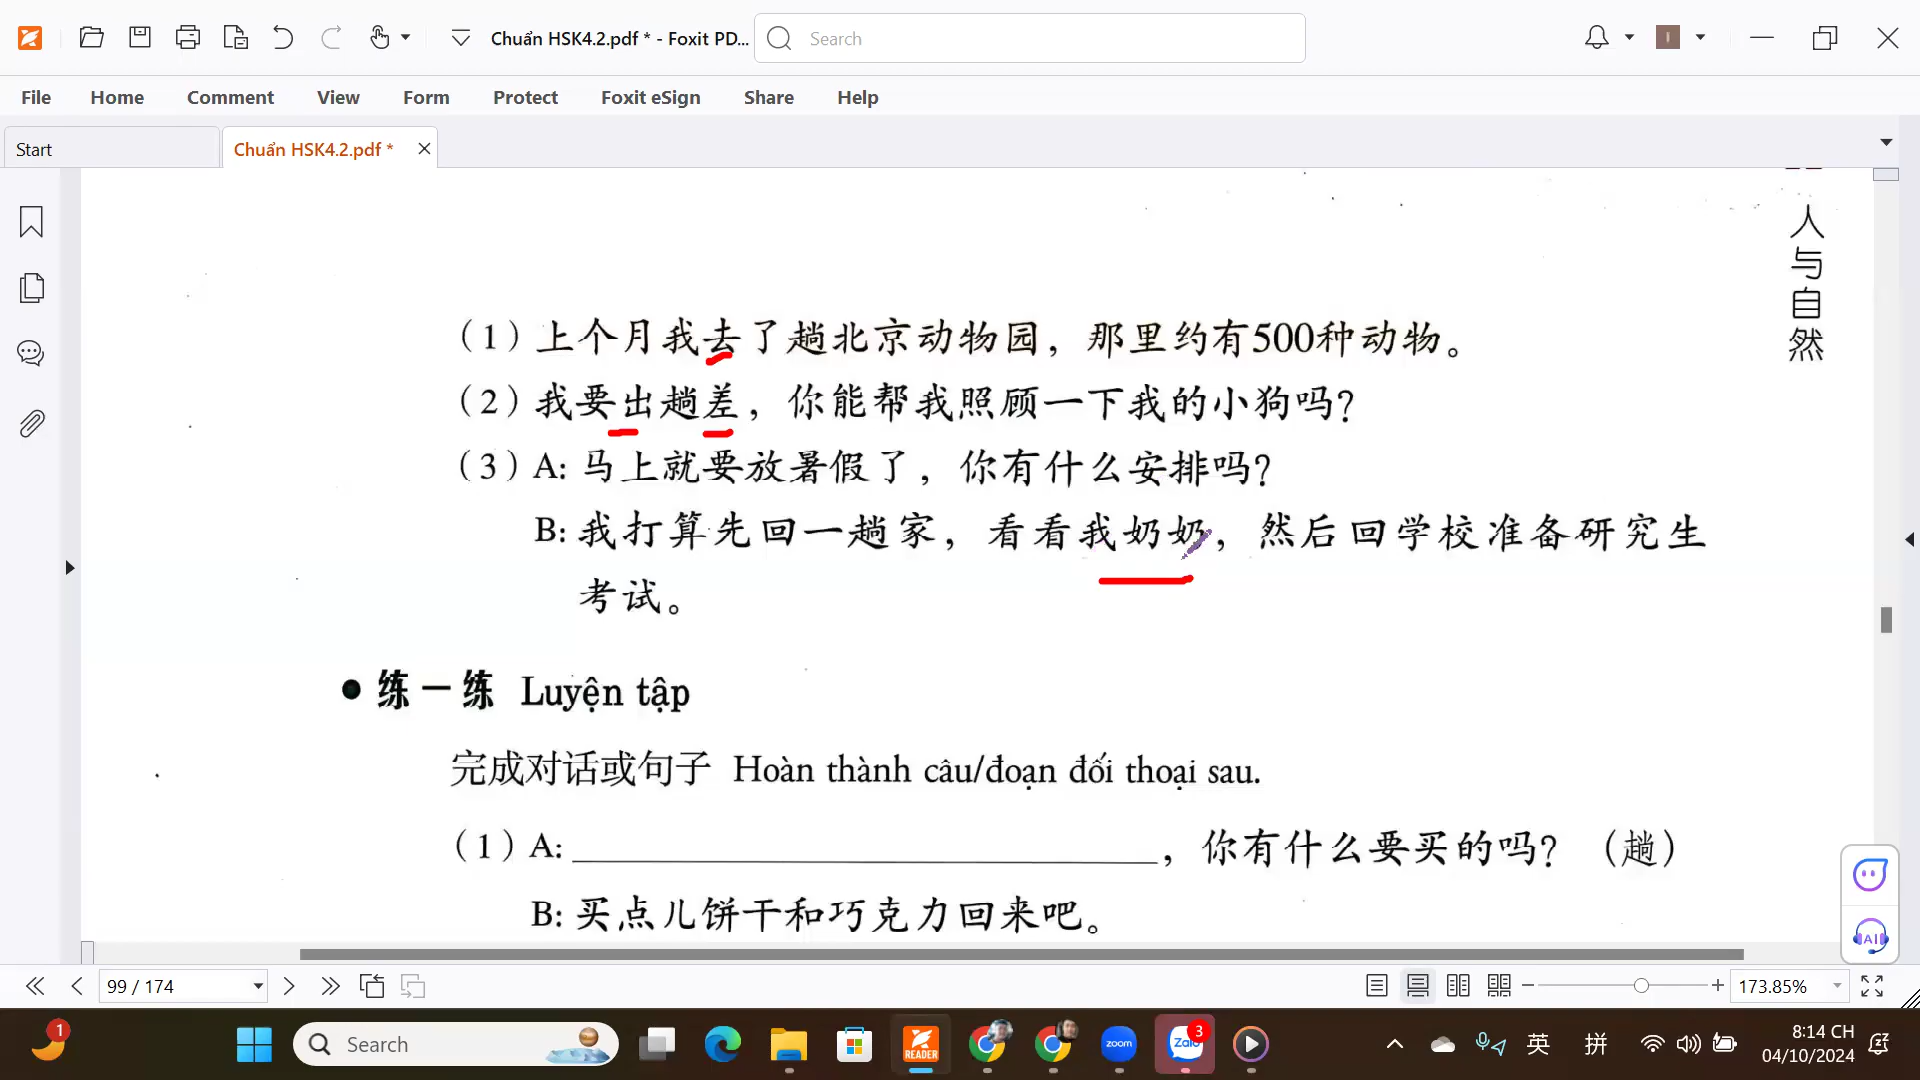 Chuẩn HSK4.2.pdf * - Foxit PD...
Search
File Home Comment View Form Protect Foxit eSign Share Help
Start
Chuẩn HSK4.2.pdf *
人与自然
（1）上个月我去了趟北京动物园，那里约有500种动物。
（2）我要出趟差，你能帮我照顾一下我的小狗吗？
（3）A: 马上就要放暑假了，你有什么安排吗？
B: 我打算先回一趟家，看看我奶奶，然后回学校准备研究生
考试。
● 练一练 Luyện tập
完成对话或句子 Hoàn thành câu/đoạn đối thoại sau.
（1）A: ____________________，你有什么要买的吗？（趟）
B: 买点儿饼干和巧克力回来吧。
AI
99 / 174
173.85%
1
Search
READER
zoom
Zalo
3
英
拼
8:14 CH
04/10/2024